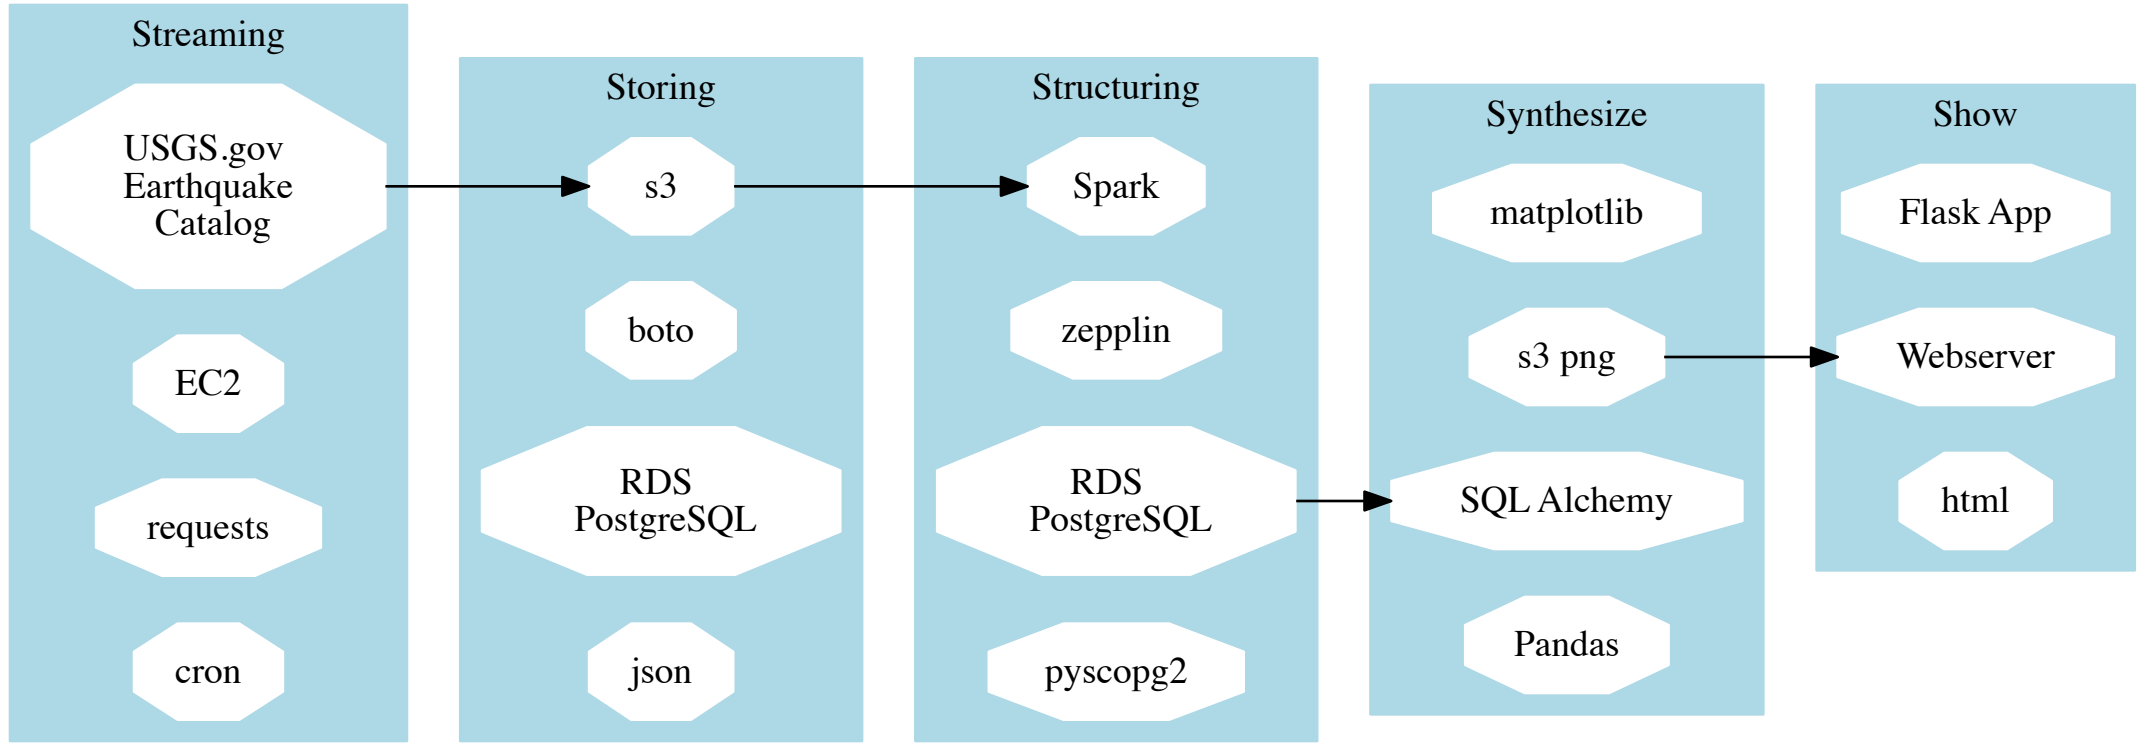 Streaming
USGS.gov
Earthquake
Catalog
EC2
requests
cron
Storing
s3
boto
RDS
PostgreSQL
json
Structuring
Spark
zepplin
RDS
PostgreSQL
pyscopg2
Synthesize
matplotlib
s3 png
SQL Alchemy
Pandas
Show
Flask App
Webserver
html